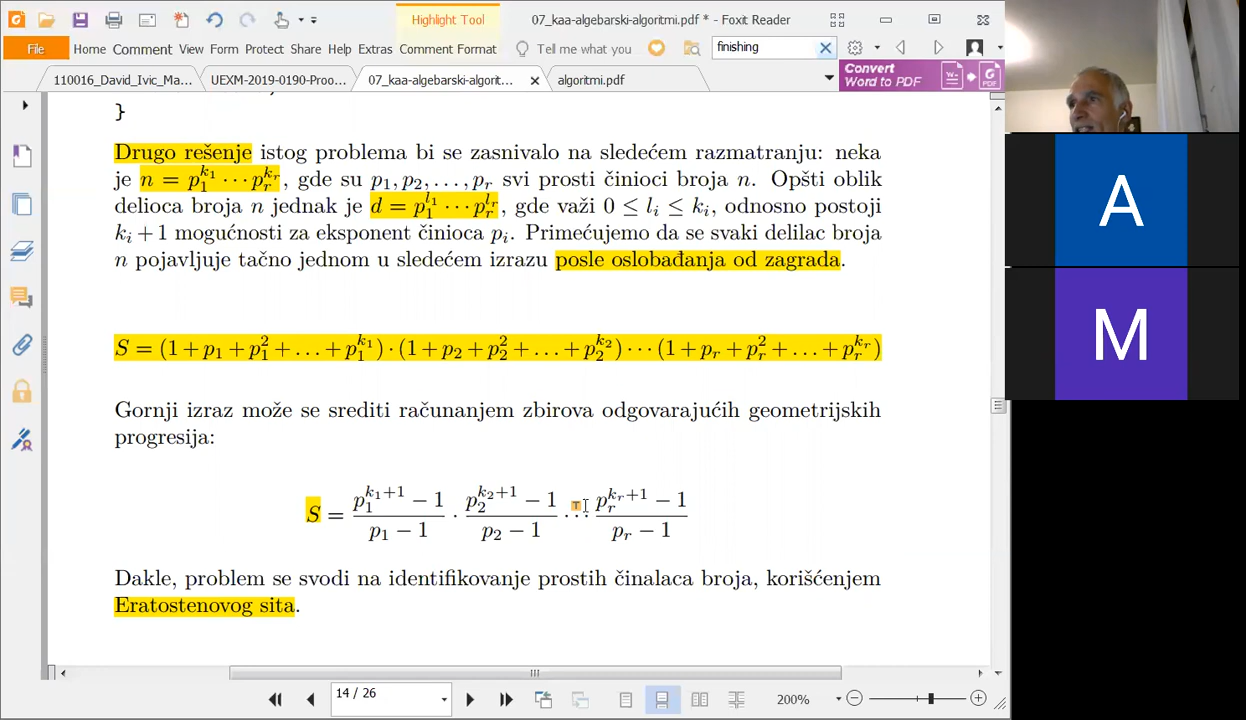 Highlight Tool
07_kaa-algebarski-algoritmi.pdf * - Foxit Reader
File Home Comment View Form Protect Share Help Extras Comments Format Tell me what you finishing
110016_David_Ivic_Ma... UEXM-2019-0190-Proo... 07_kaa-algebarski-algorit... algoritmi.pdf
Convert
Word to PDF
}
Drugo rešenje istog problema bi se zasnivalo na sledećem razmatranju: neka
je n = p₁^{k₁} ··· pᵣ^{kᵣ}, gde su p₁, p₂, . . . , pᵣ svi prosti činioci broja n. Opšti oblik
delioca broja n jednak je d = p₁^{l₁} ··· pᵣ^{lᵣ}, gde važi 0 ≤ lᵢ ≤ kᵢ, odnosno postoji
kᵢ + 1 mogućnosti za eksponent činioca pᵢ. Primećujemo da se svaki delilac broja
n pojavljuje tačno jednom u sledećem izrazu posle oslobađanja od zagrada.
S = (1 + p₁ + p₁² + . . . + p₁^{k₁}) · (1 + p₂ + p₂² + . . . + p₂^{k₂}) ··· (1 + pᵣ + pᵣ² + . . . + pᵣ^{kᵣ})
Gornji izraz može se srediti računanjem zbirova odgovarajućih geometrijskih
progresija:
S = (p₁^{k₁+1} − 1)/(p₁ − 1) · (p₂^{k₂+1} − 1)/(p₂ − 1) ··· (pᵣ^{kᵣ+1} − 1)/(pᵣ − 1)
Dakle, problem se svodi na identifikovanje prostih činalaca broja, korišćenjem
Eratostenovog sita.
14 / 26
200%
A
M